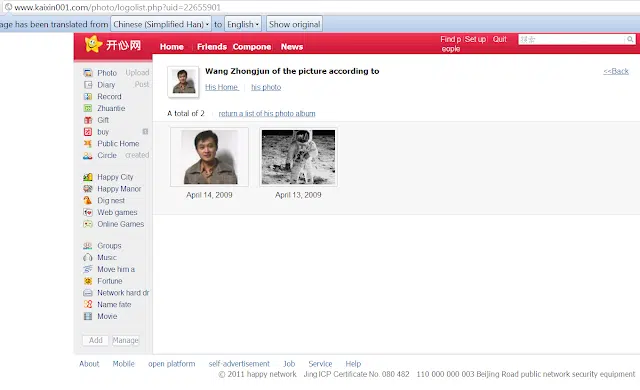 www.kaixin001.com/photo/logolist.php?uid=22655901
age has been translated from Chinese (Simplified Han) to English Show original
开心网 Home Friends Compone News Find p eople Set up Quit
Photo Upload
Diary Post
Record
Zhuantie
Gift
buy
Public Home
Circle created
Happy City
Happy Manor
Dig nest
Web games
Online Games
Groups
Music
Move him a
Fortune
Network hard dr
Name fate
Movie
Add Manage
Wang Zhongjun of the picture according to <<Back
His Home his photo
A total of 2 return a list of his photo album
April 14, 2009 April 13, 2009
About Mobile open platform self-advertisement Job Service Help
© 2011 happy network Jing ICP Certificate No. 080 482 110 000 000 003 Beijing Road public network security equipment